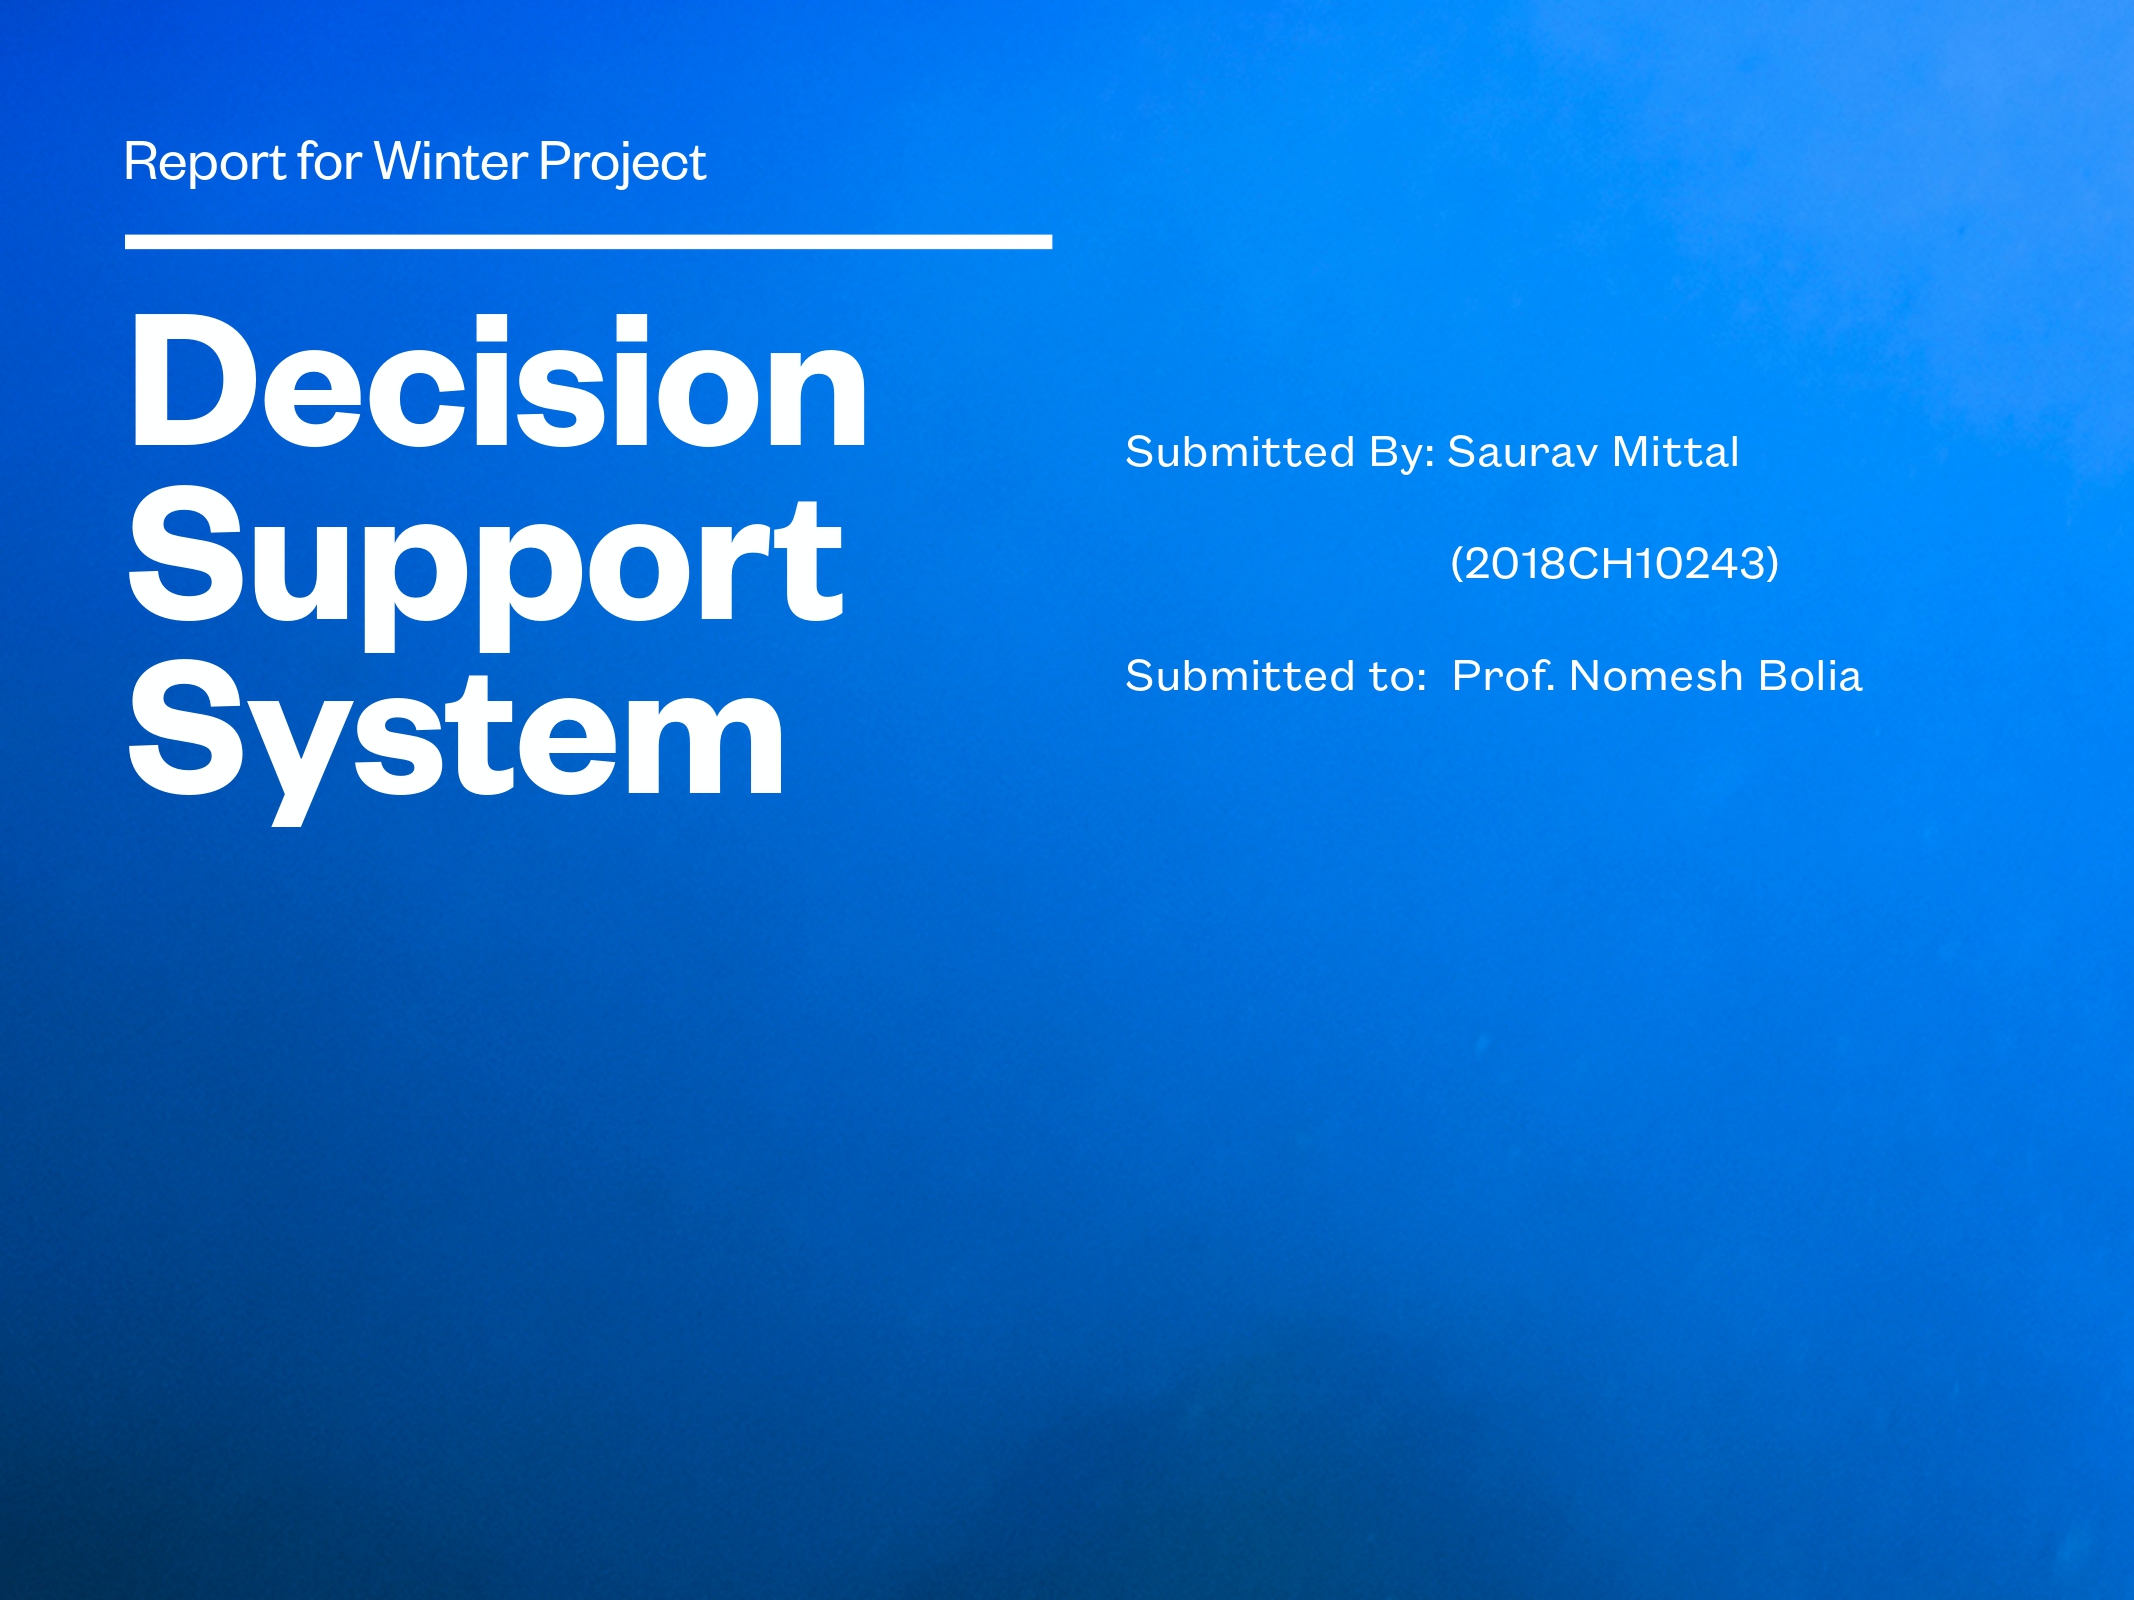 Report for Winter Project
Decision
Support
System
Submitted By: Saurav Mittal
(2018CH10243)
Submitted to: Prof. Nomesh Bolia